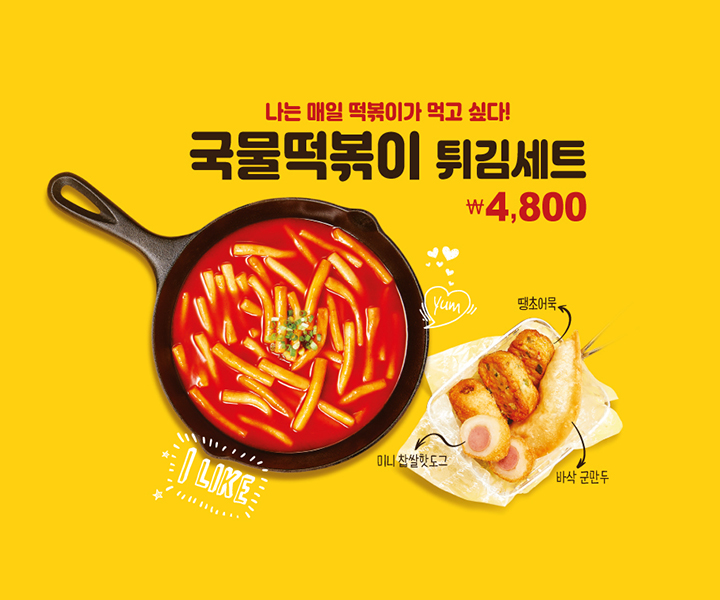 나는 매일 떡볶이가 먹고 싶다!
국물떡볶이 튀김세트
₩4,800
Yum
땡초어묵
미니 찹쌀핫도그
바삭 군만두
I LIKE